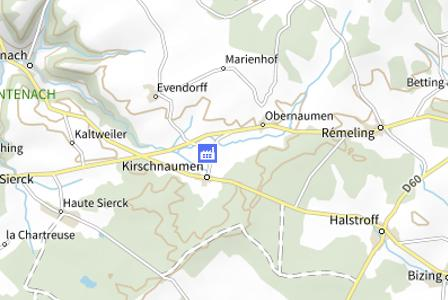 Marienhof
nach
Evendorff
Betting-
NTENACH
Obernaumen
Rémeling
Kaltweiler
hing
Kirschnaumen
Sierck
D60
Haute Sierck
Halstroff
la Chartreuse
Bizing